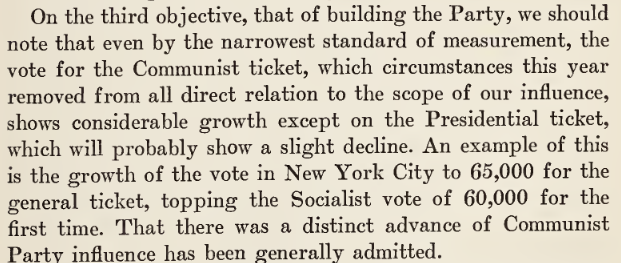 On the third objective, that of building the Party, we should
note that even by the narrowest standard of measurement, the
vote for the Communist ticket, which circumstances this year
removed from all direct relation to the scope of our influence,
shows considerable growth except on the Presidential ticket,
which will probably show a slight decline. An example of this
is the growth of the vote in New York City to 65,000 for the
general ticket, topping the Socialist vote of 60,000 for the
first time. That there was a distinct advance of Communist
Party influence has been generally admitted.